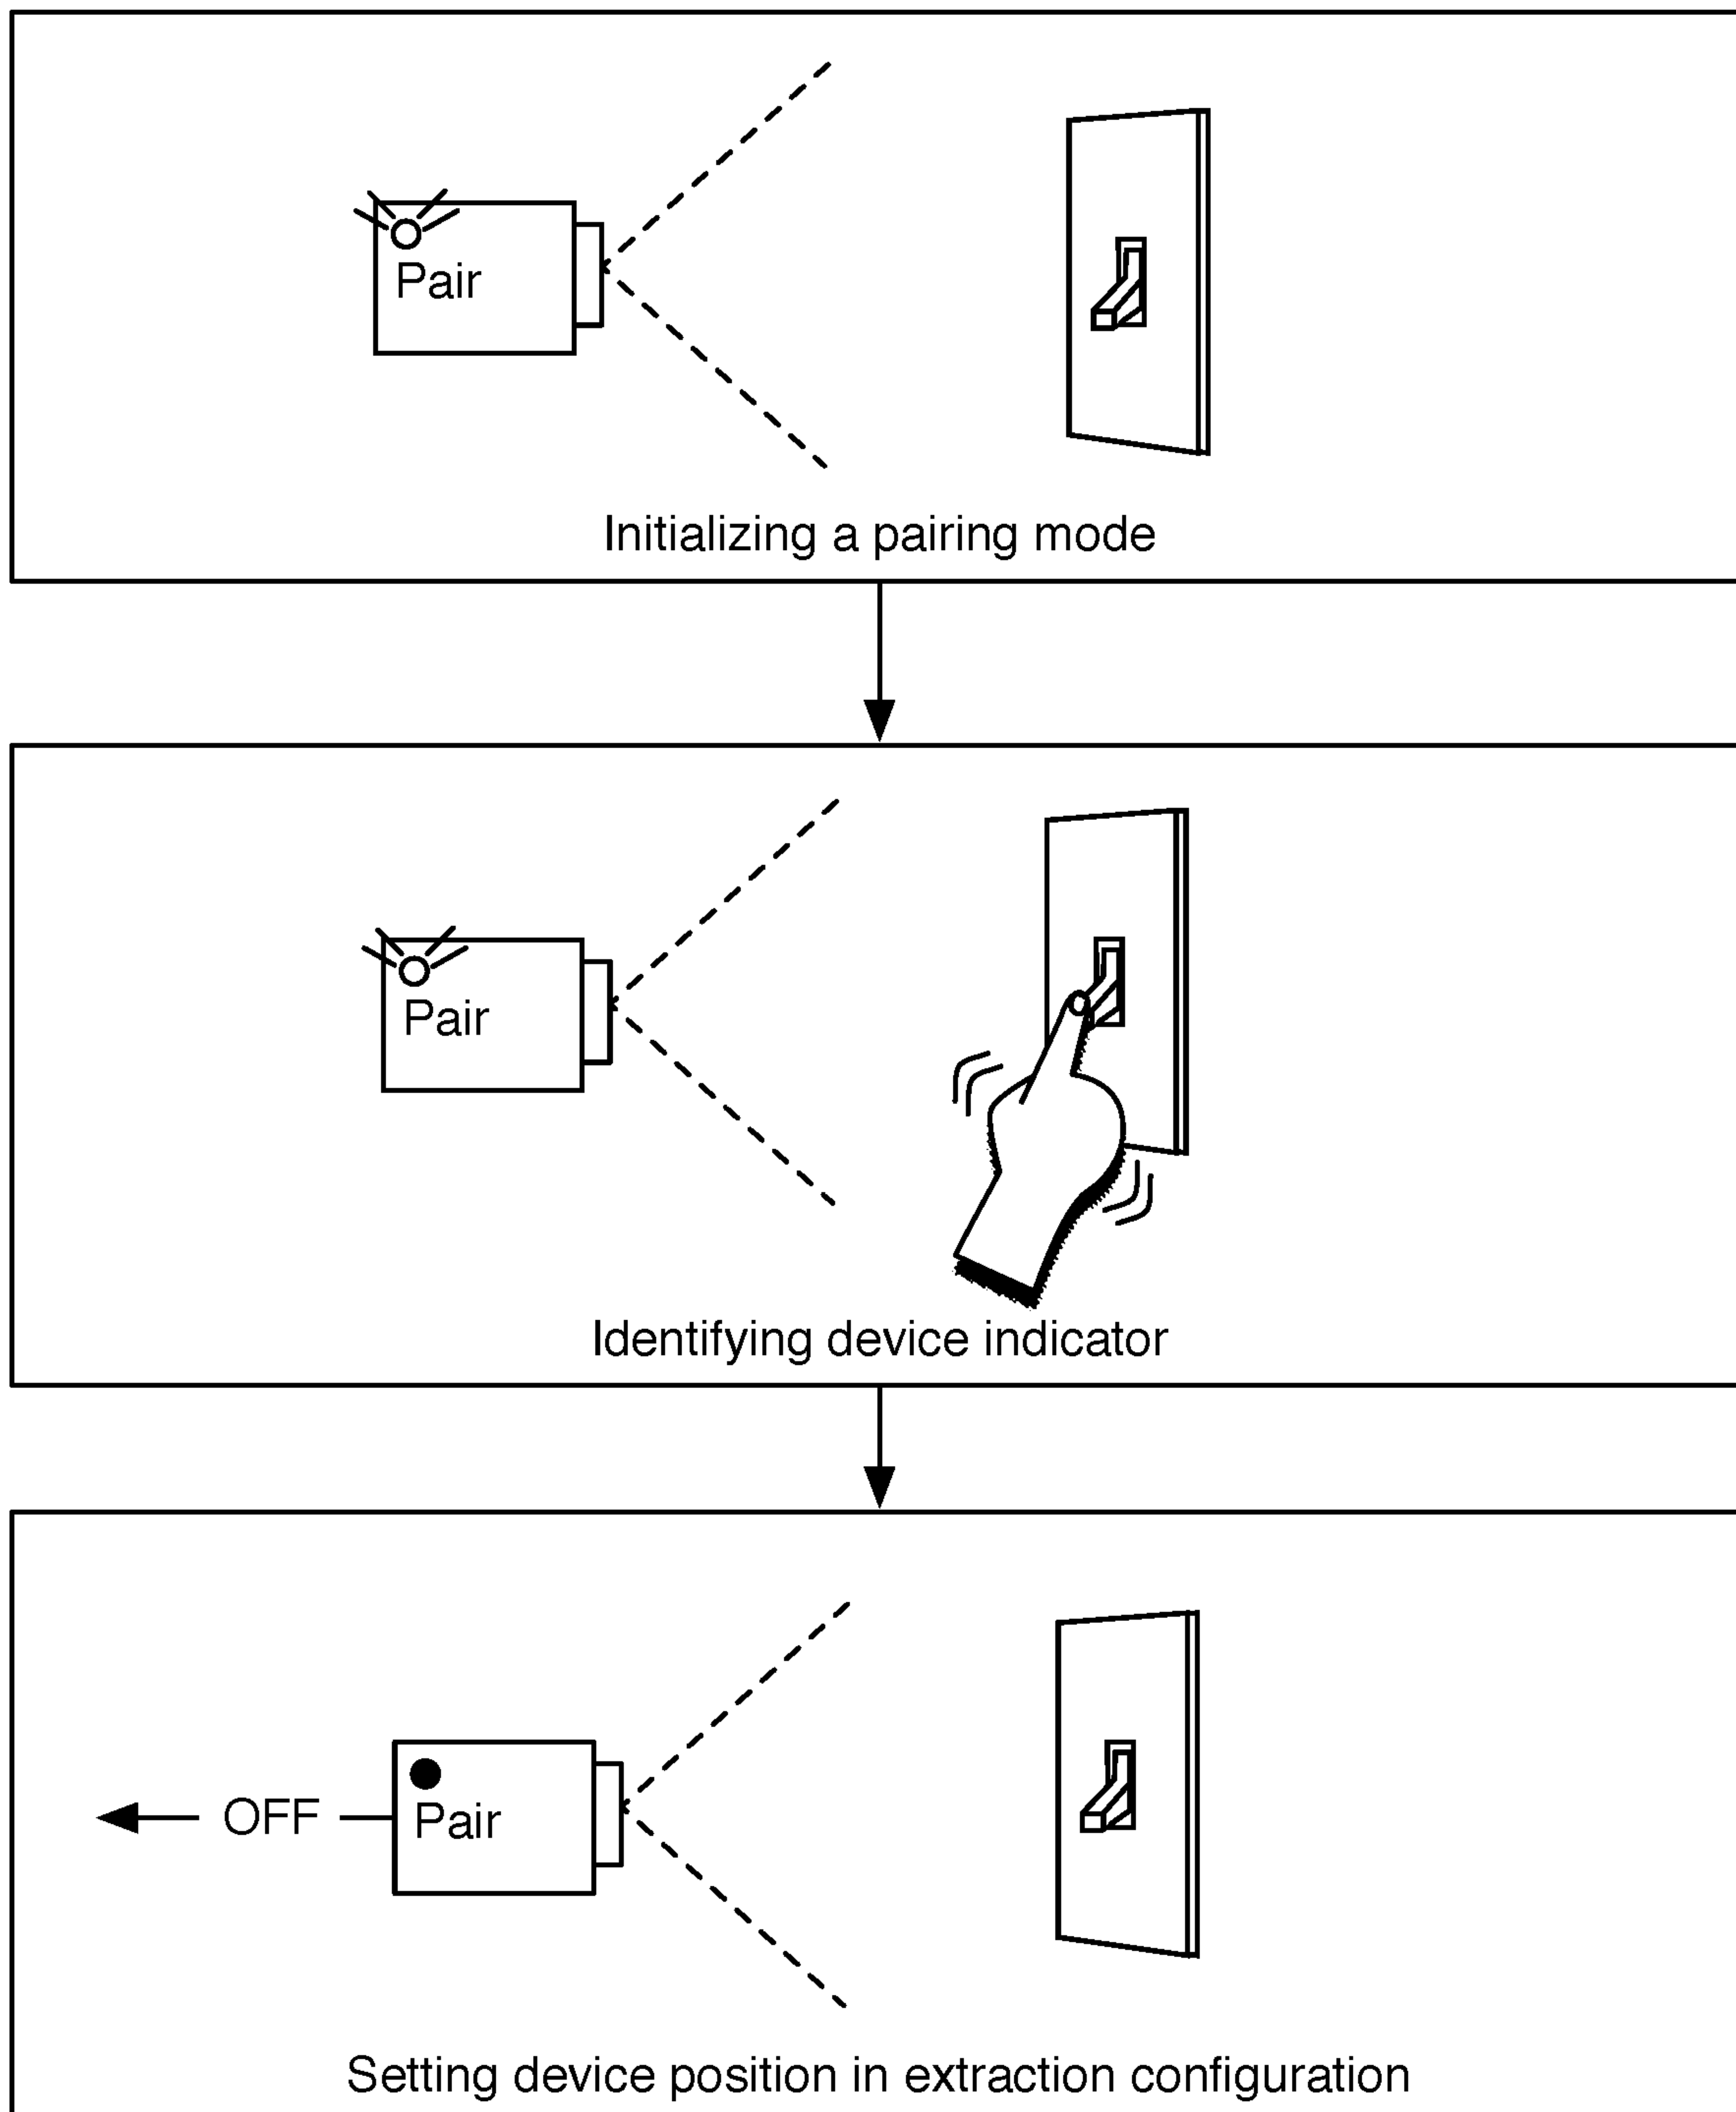 Pair
Initializing a pairing mode
Pair
Identifying device indicator
OFF
Pair
Setting device position in extraction configuration